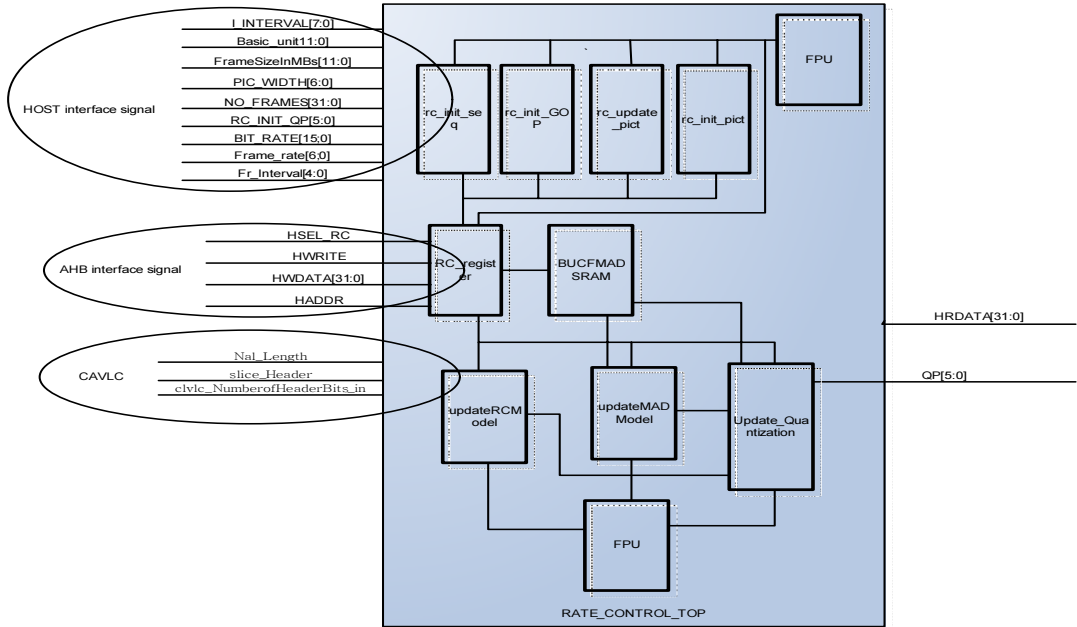 I_INTERVAL[7:0]
Basic_unit11:0]
FrameSizeInMBs[11:0]
PIC_WIDTH[6:0]
HOST interface signal
NO_FRAMES[31:0]
RC_INIT_QP[5:0]
BIT_RATE[15;0]
Frame_rate[6;0]
Fr_Interval[4:0]
rc_init_se
q
rc_init_GO
P
rc_update
_pict
rc_init_pict
FPU
HSEL_RC
AHB interface signal
HWRITE
HWDATA[31:0]
HADDR
RC_regist
er
BUCFMAD
SRAM
HRDATA[31:0]
CAVLC
Nal_Length
slice_Header
clvlc_NumberofHeaderBits_in
QP[5:0]
updateRCM
odel
updateMAD
Model
Update_Qua
ntization
FPU
RATE_CONTROL_TOP